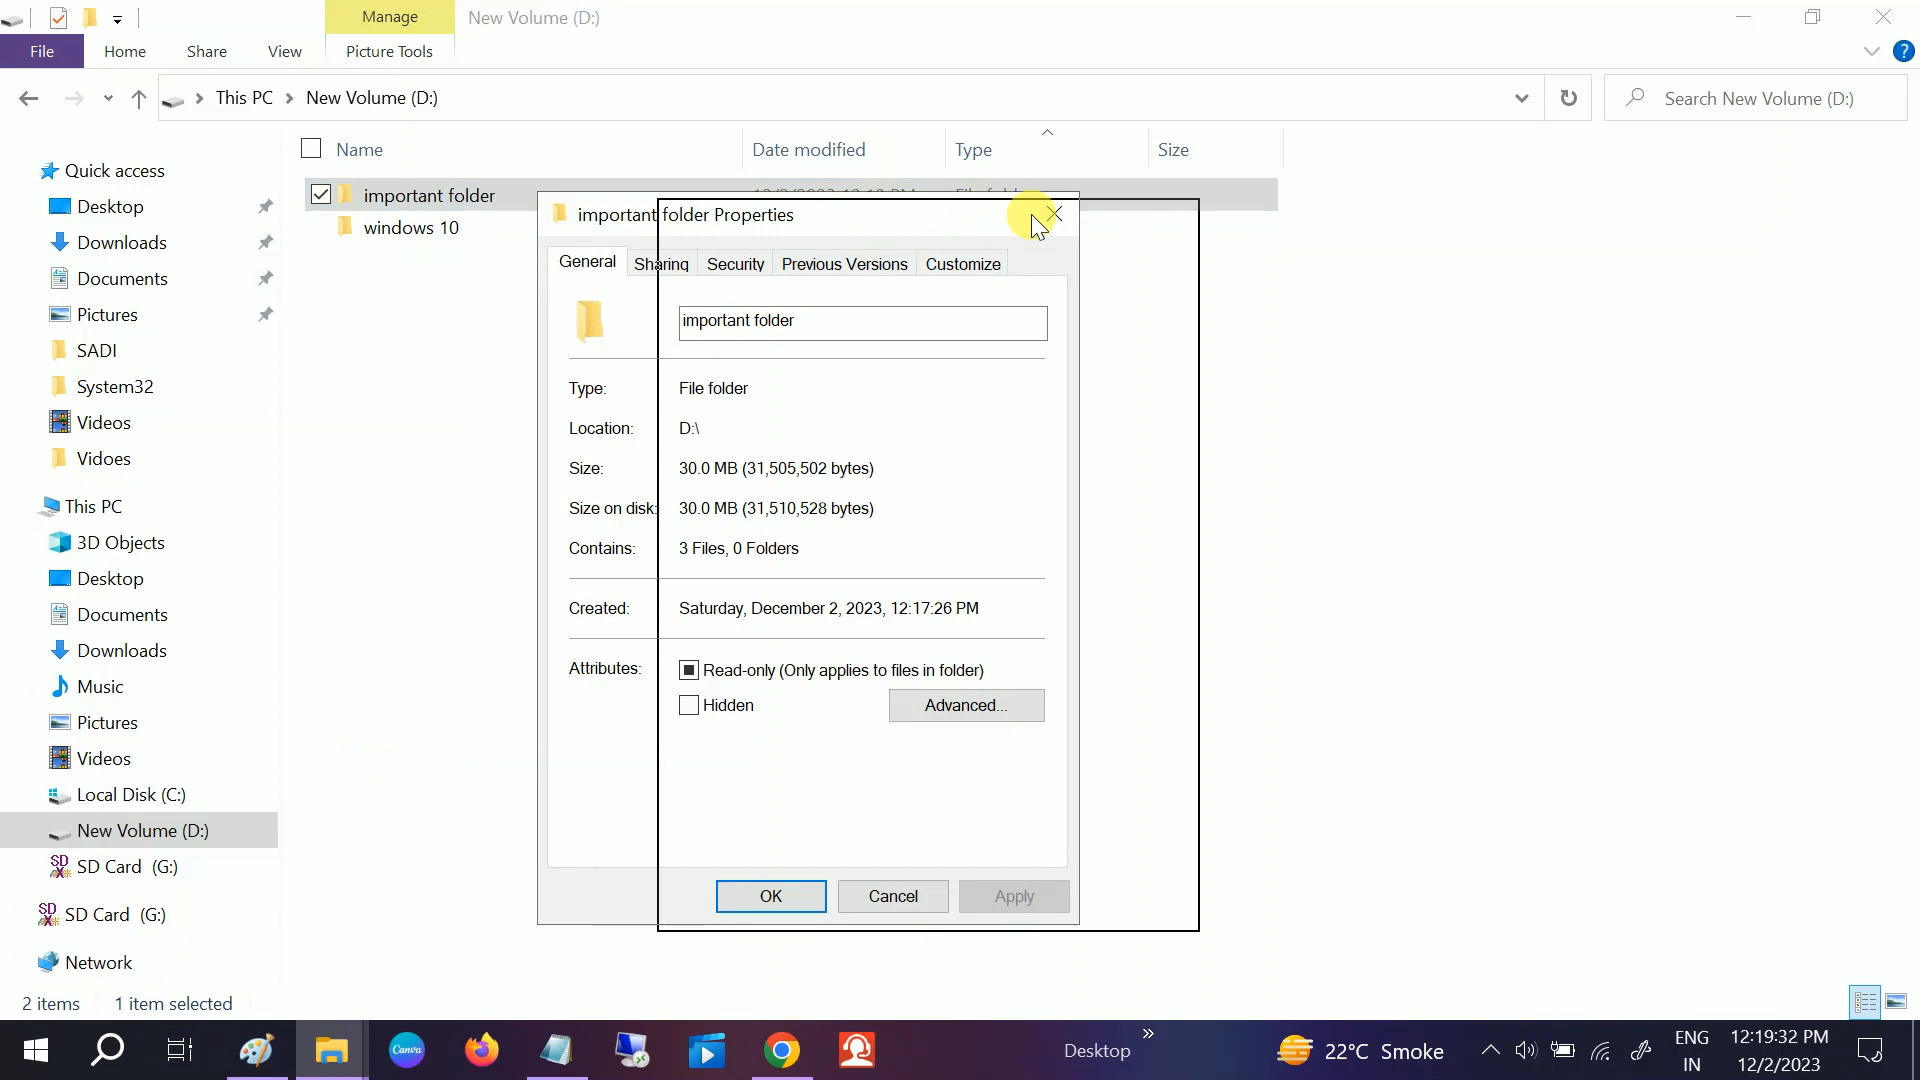 Manage
New Volume (D:)
File
Home
Share
View
Picture Tools
?
This PC
New Volume (D:)
Search New Volume (D:)
Name
Date modified
Type
Size
important folder
windows 10
important folder Properties
General
Sharing
Security
Previous Versions
Customize
important folder
Type:
File folder
Location:
D:\
Size:
30.0 MB (31,505,502 bytes)
Size on disk:
30.0 MB (31,510,528 bytes)
Contains:
3 Files, 0 Folders
Created:
Saturday, December 2, 2023, 12:17:26 PM
Attributes:
Read-only (Only applies to files in folder)
Hidden
Advanced...
OK
Cancel
Apply
Quick access
Desktop
Downloads
Documents
Pictures
SADI
System32
Videos
Vidoes
This PC
3D Objects
Desktop
Documents
Downloads
Music
Pictures
Videos
Local Disk (C:)
New Volume (D:)
SD Card (G:)
SD Card (G:)
Network
2 items
1 item selected
Canva
Desktop
22°C Smoke
ENG
IN
12:19:32 PM
12/2/2023